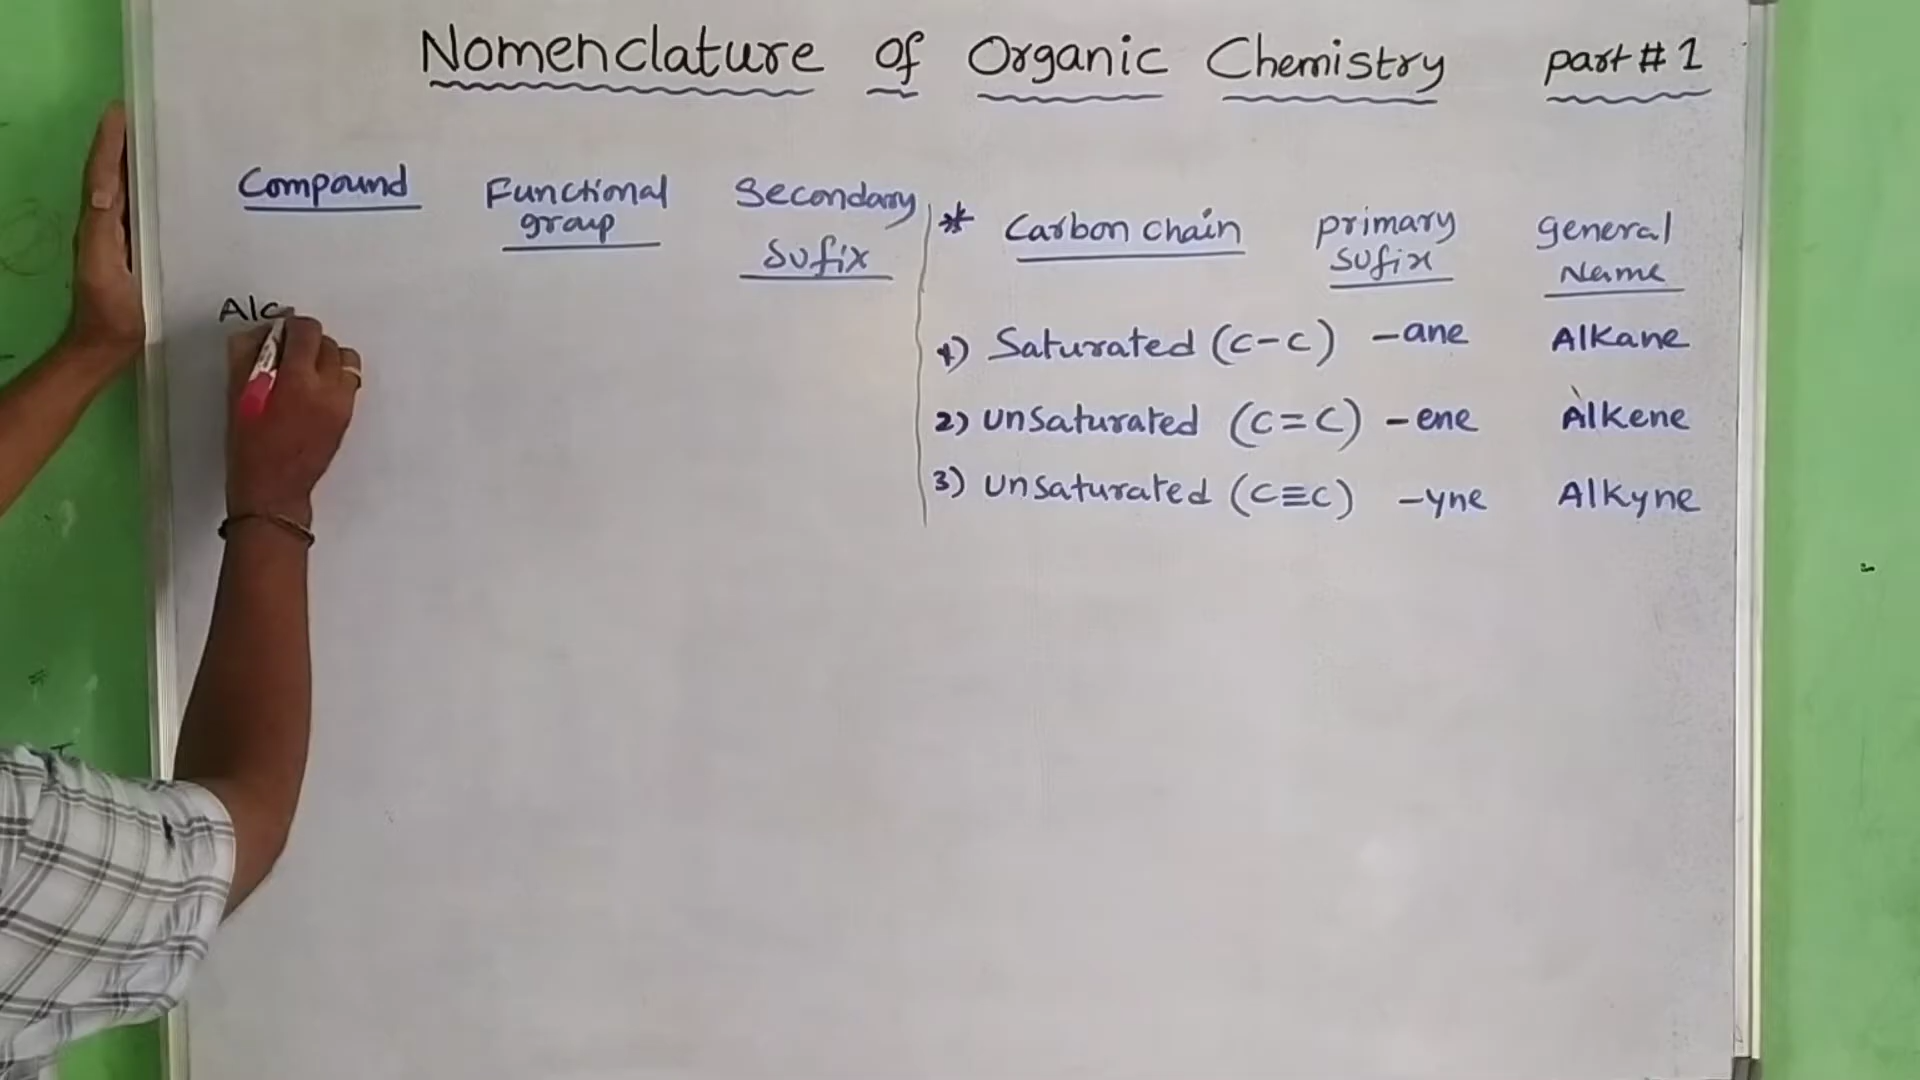 Nomenclature of Organic Chemistry part # 1
Compound Functional group Secondary Sufix
Alc
* Carbon chain primary Sufix general Name
1) Saturated (C-C) -ane Alkane
2) unsaturated (C=C) -ene Alkene
3) unsaturated (C≡C) -yne Alkyne